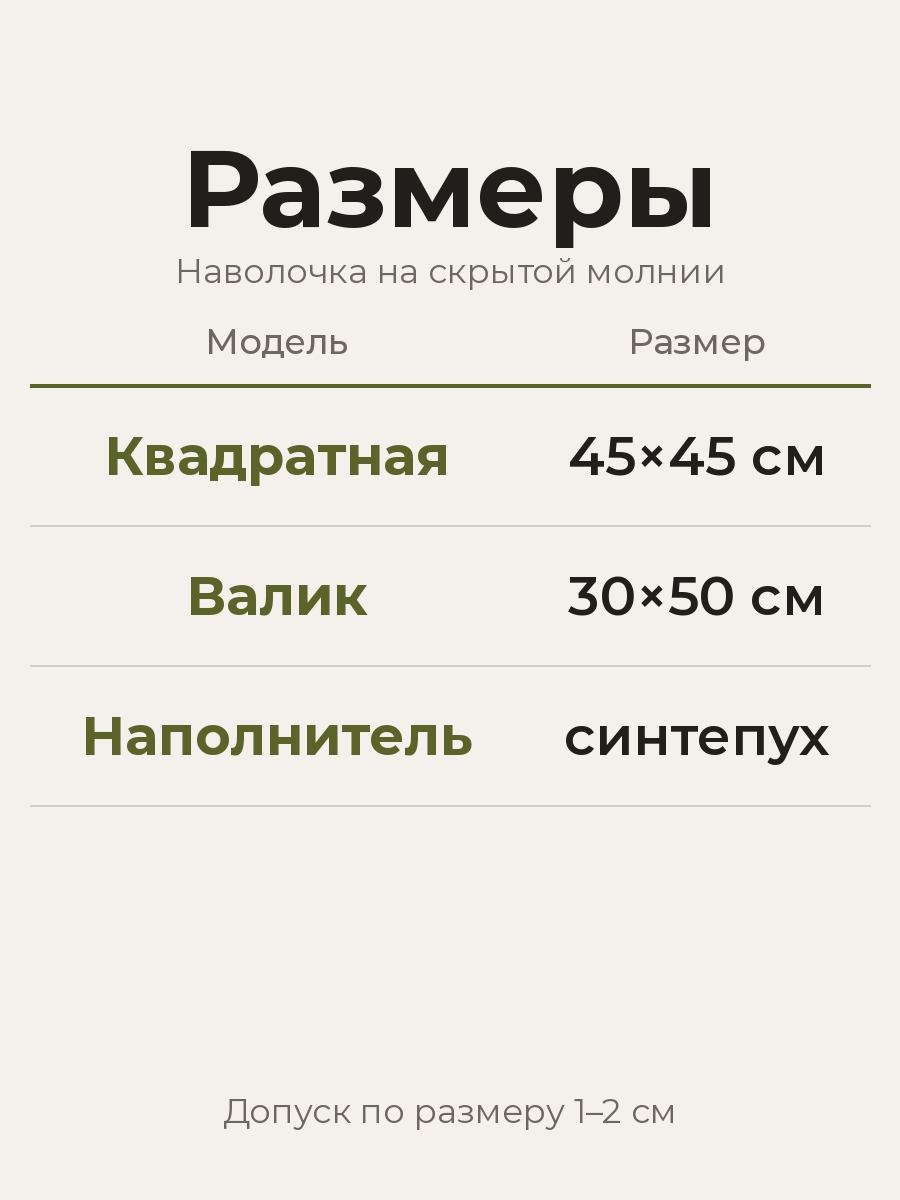 Размеры
Наволочка на скрытой молнии
Модель Размер
Квадратная 45×45 см
Валик 30×50 см
Наполнитель синтепух
Допуск по размеру 1–2 см